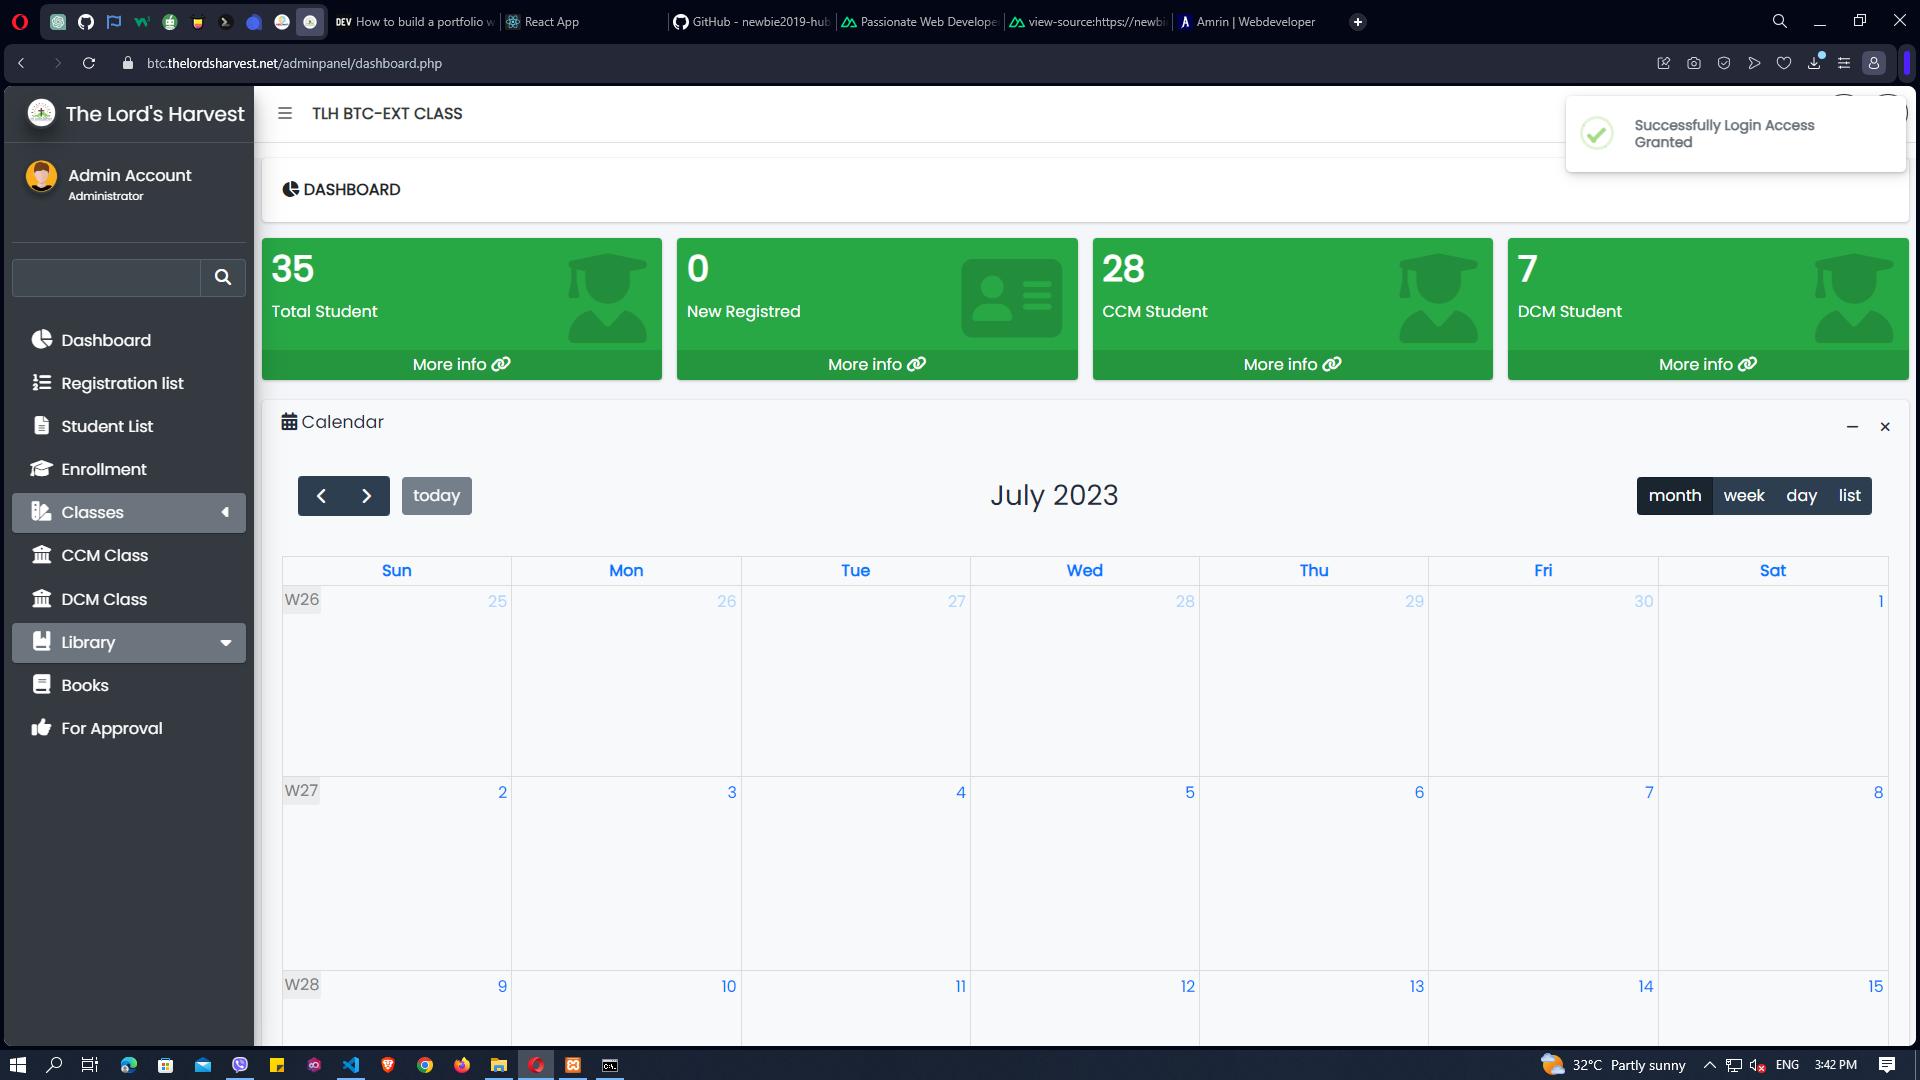 DEV How to build a portfolio w
React App
GitHub - newbie2019-hub
Passionate Web Develope
view-source:https://newbi
Amrin | Webdeveloper
btc.thelordsharvest.net/adminpanel/dashboard.php
The Lord's Harvest
TLH BTC-EXT CLASS
Successfully Login Access
Granted
Admin Account
Administrator
DASHBOARD
35
Total Student
More info
0
New Registred
More info
28
CCM Student
More info
7
DCM Student
More info
Dashboard
Registration list
Student List
Enrollment
Classes
CCM Class
DCM Class
Library
Books
For Approval
Calendar
today
July 2023
month week day list
Sun Mon Tue Wed Thu Fri Sat
W26 25 26 27 28 29 30 1
W27 2 3 4 5 6 7 8
W28 9 10 11 12 13 14 15
32°C Partly sunny ENG 3:42 PM